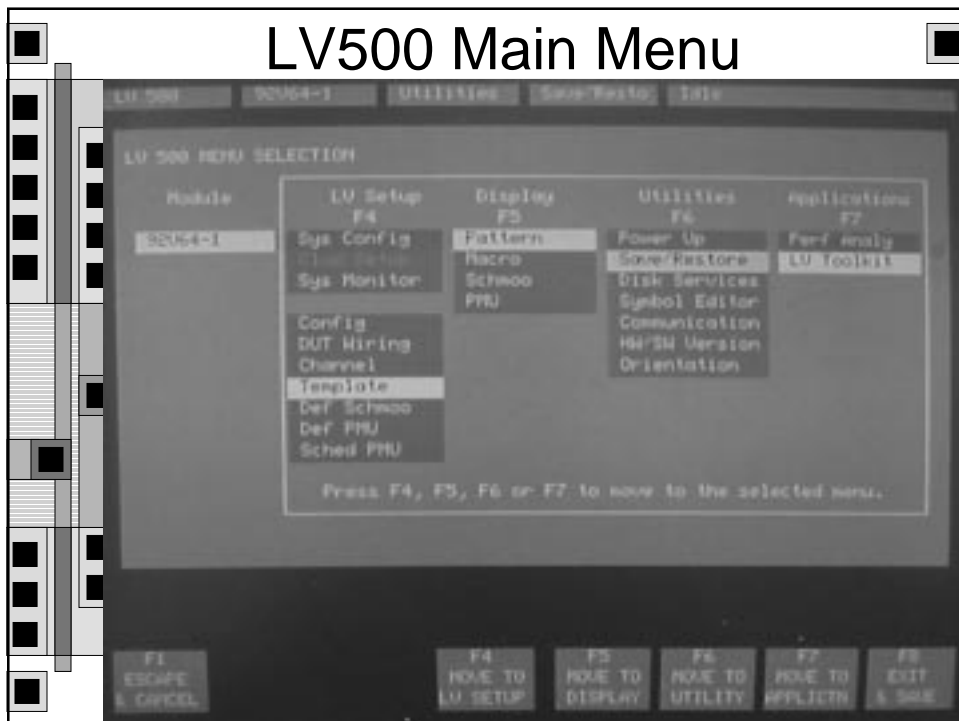 LV500 Main Menu
LV 500 92V64-1 Utilities Save/Resto Idle
LV 500 MENU SELECTION
Module LV Setup Display Utilities Applications
F4 F5 F6 F7
92V64-1 Sys Config Pattern Power Up Perf Analy
Macro Save/Restore LV Toolkit
Sys Monitor Schmoo Disk Services
PMU Symbol Editor
Config Communication
DUT Wiring HW/SW Version
Channel Orientation
Template
Def Schmoo
Def PMU
Sched PMU
Press F4, F5, F6 or F7 to move to the selected menu.
F1 F4 F5 F6 F7 F8
ESCAPE MOVE TO MOVE TO MOVE TO MOVE TO EXIT
& CANCEL LV SETUP DISPLAY UTILITY APPLICTN & SAVE